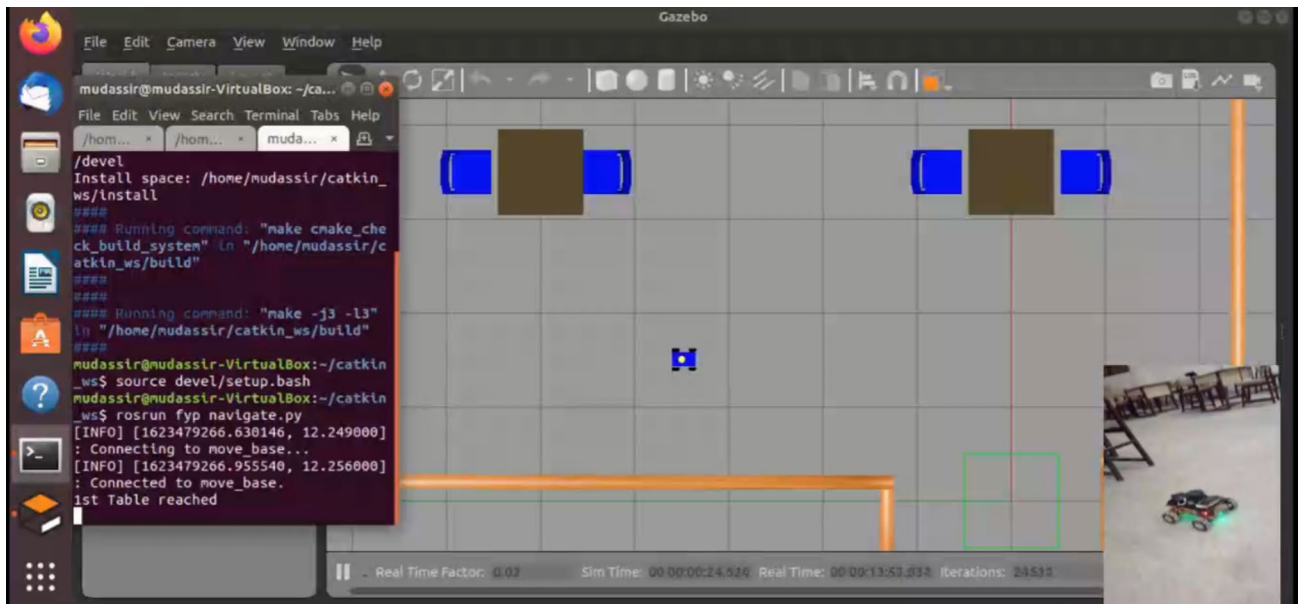 Gazebo
File Edit Camera View Window Help
mudassir@mudassir-VirtualBox: ~/ca...
File Edit View Search Terminal Tabs Help
/hom... × /hom... × muda... ×
/devel
Install space: /home/mudassir/catkin_
ws/install
####
#### Running command: "make cmake_che
ck_build_system" in "/home/mudassir/c
atkin_ws/build"
####
####
#### Running command: "make -j3 -l3"
in "/home/mudassir/catkin_ws/build"
####
mudassir@mudassir-VirtualBox:~/catkin
_ws$ source devel/setup.bash
mudassir@mudassir-VirtualBox:~/catkin
_ws$ rosrun fyp navigate.py
[INFO] [1623479266.630146, 12.249000]
: Connecting to move_base...
[INFO] [1623479266.955540, 12.256000]
: Connected to move_base.
1st Table reached
Real Time Factor: 0.02 Sim Time: Real Time: Iterations: